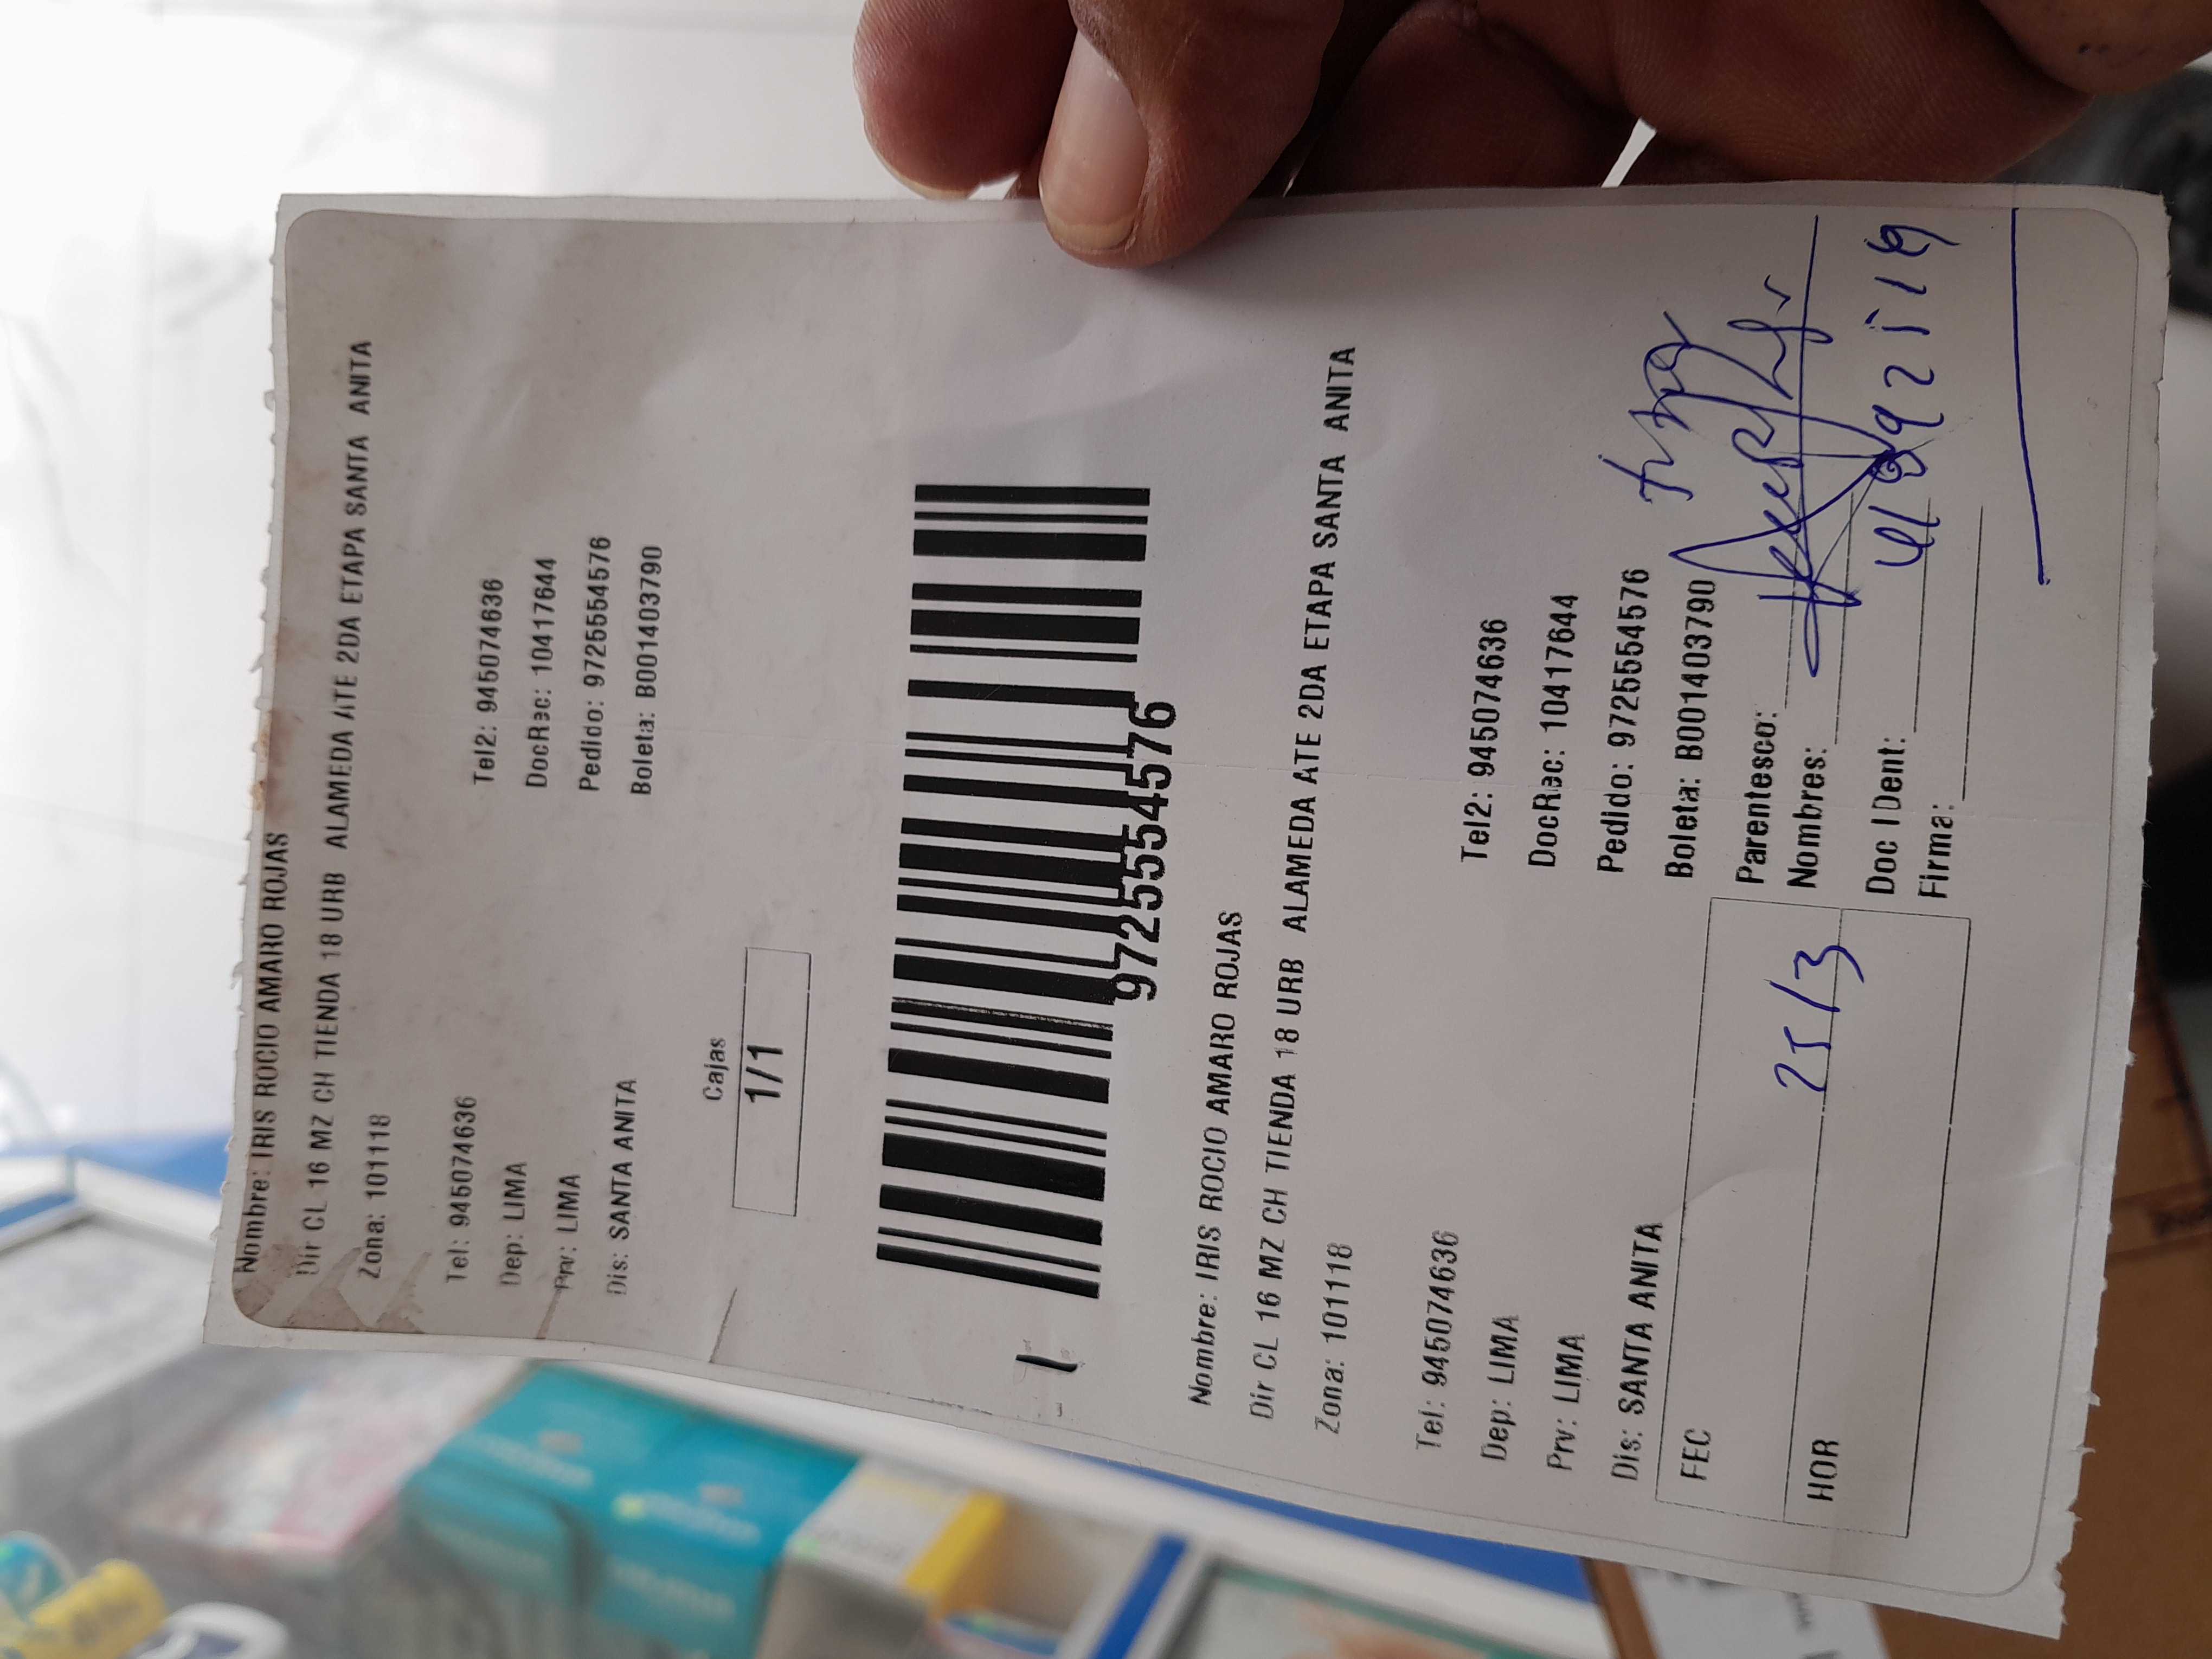 Nombre: IRIS ROCIO AMARO ROJAS
Dir CL 16 MZ CH TIENDA 18 URB ALAMEDA ATE 2DA ETAPA SANTA ANITA
Zona: 101118
Tel: 945074636 Tel2: 945074636
Dep: LIMA DocRec: 10417644
Prv: LIMA Pedido: 9725554576
Dis: SANTA ANITA Boleta: B001403790
Cajas
1/1
9725554576
Nombre: IRIS ROCIO AMARO ROJAS
Dir CL 16 MZ CH TIENDA 18 URB ALAMEDA ATE 2DA ETAPA SANTA ANITA
Zona: 101118
Tel: 945074636 Tel2: 945074636
Dep: LIMA DocRec: 10417644
Prv: LIMA Pedido: 9725554576
Dis: SANTA ANITA Boleta: B001403790
FEC 25/3 Parentesco:
HOR Nombres:
Doc IDent:
Firma: